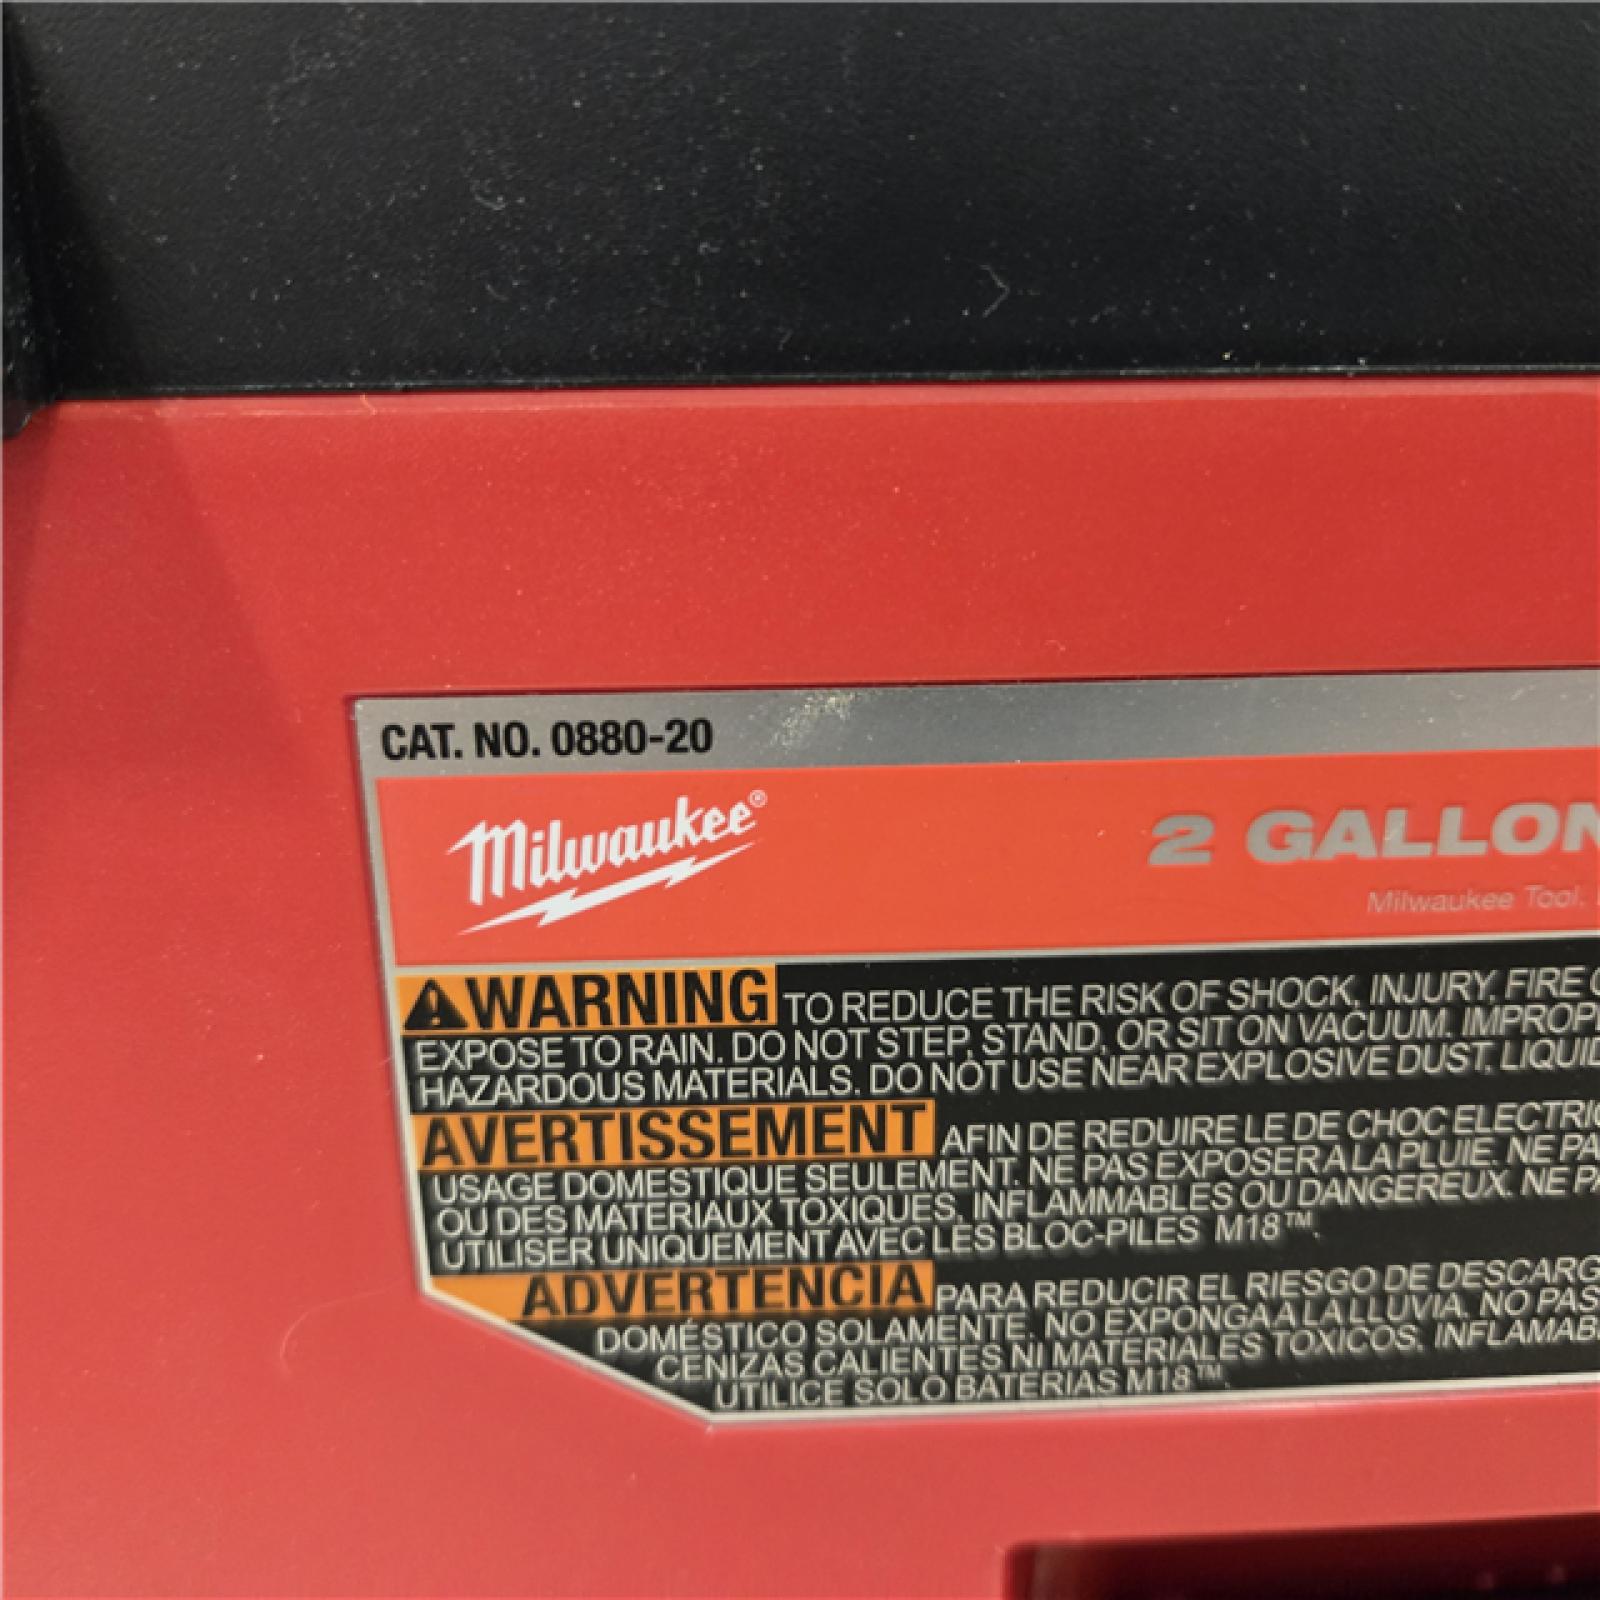 CAT. NO. 0880-20
Milwaukee®
2 GALLON
Milwaukee Tool.
WARNING TO REDUCE THE RISK OF SHOCK, INJURY, FIRE
EXPOSE TO RAIN. DO NOT STEP, STAND, OR SIT ON VACUUM. IMPROP
HAZARDOUS MATERIALS. DO NOT USE NEAR EXPLOSIVE DUST, LIQUID
AVERTISSEMENT AFIN DE REDUIRE LE DE CHOC ELECTRI
USAGE DOMESTIQUE SEULEMENT. NE PAS EXPOSER A LA PLUIE. NE PA
OU DES MATERIAUX TOXIQUES, INFLAMMABLES OU DANGEREUX. NE P
UTILISER UNIQUEMENT AVEC LES BLOC-PILES M18™.
ADVERTENCIA PARA REDUCIR EL RIESGO DE DESCARG
DOMÉSTICO SOLAMENTE, NO EXPONGA A LA LLUVIA. NO PAS
CENIZAS CALIENTES NI MATERIALES TOXICOS, INFLAMAB
UTILICE SOLO BATERIAS M18™.